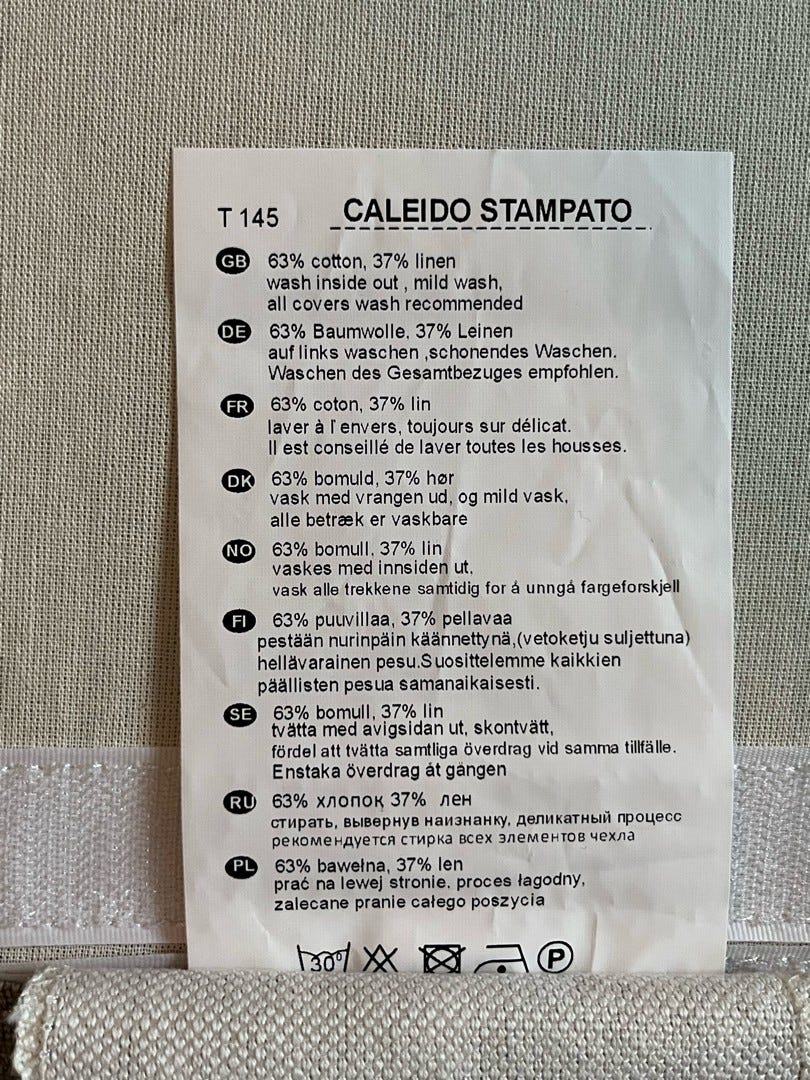 T 145 CALEIDO STAMPATO
GB 63% cotton, 37% linen
wash inside out , mild wash,
all covers wash recommended
DE 63% Baumwolle, 37% Leinen
auf links waschen ,schonendes Waschen.
Waschen des Gesamtbezuges empfohlen.
FR 63% coton, 37% lin
laver à l'envers, toujours sur délicat.
Il est conseillé de laver toutes les housses.
DK 63% bomuld, 37% hør
vask med vrangen ud, og mild vask,
alle betræk er vaskbare
NO 63% bomull, 37% lin
vaskes med innsiden ut.
vask alle trekkene samtidig for å unngå fargeforskjell
FI 63% puuvillaa, 37% pellavaa
pestään nurinpäin käännettynä,(vetoketju suljettuna)
hellävarainen pesu.Suosittelemme kaikkien
päällisten pesua samanaikaisesti.
SE 63% bomull, 37% lin
tvätta med avigsidan ut, skontvätt,
fördel att tvätta samtliga överdrag vid samma tillfälle.
Enstaka överdrag åt gången
RU 63% хлопок 37% лен
стирать, вывернув наизнанку, деликатный процесс
рекомендуется стирка всех элементов чехла
PL 63% bawełna, 37% len
prać na lewej stronie, proces łagodny,
zalecane pranie całego poszycia
30° P